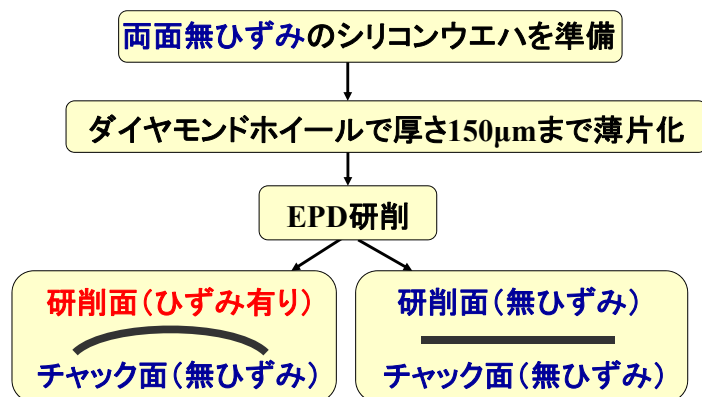 両面無ひずみのシリコンウエハを準備
ダイヤモンドホイールで厚さ150μmまで薄片化
EPD研削
研削面(ひずみ有り)
チャック面(無ひずみ)
研削面(無ひずみ)
チャック面(無ひずみ)